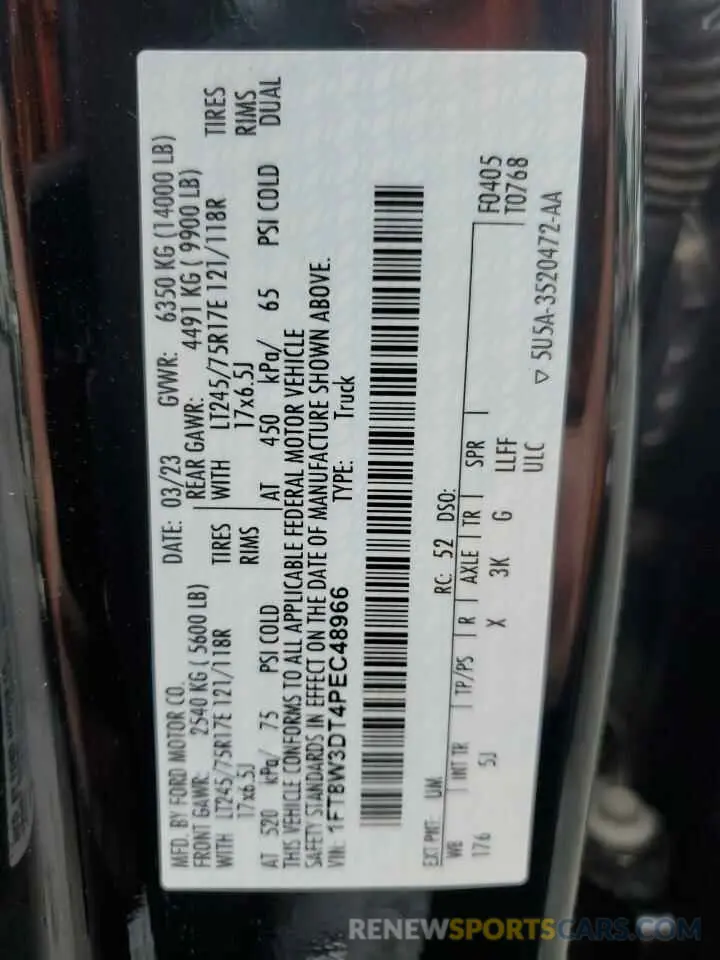 MFD. BY FORD MOTOR CO.
DATE: 03/23 GVWR: 6350 KG (14000 LB)
FRONT GAWR: 2540 KG ( 5600 LB) REAR GAWR: 4491 KG ( 9900 LB)
WITH LT245/75R17E 121/118R TIRES WITH LT245/75R17E 121/118R TIRES
17x6.5J RIMS 17x6.5J RIMS
AT 520 kPa/ 75 PSI COLD AT 450 kPa/ 65 PSI COLD DUAL
THIS VEHICLE CONFORMS TO ALL APPLICABLE FEDERAL MOTOR VEHICLE
SAFETY STANDARDS IN EFFECT ON THE DATE OF MANUFACTURE SHOWN ABOVE.
VIN: 1FT8W3DT4PEC48966 TYPE: Truck
EXT PNT: UM RC: 52 DSO:
F0405
T0768
WB INT TR TP/PS R AXLE TR SPR
176 5J X 3K G LLFF
ULC
▽ 5U5A-3520472-AA
RENEWSPORTSCARS.COM